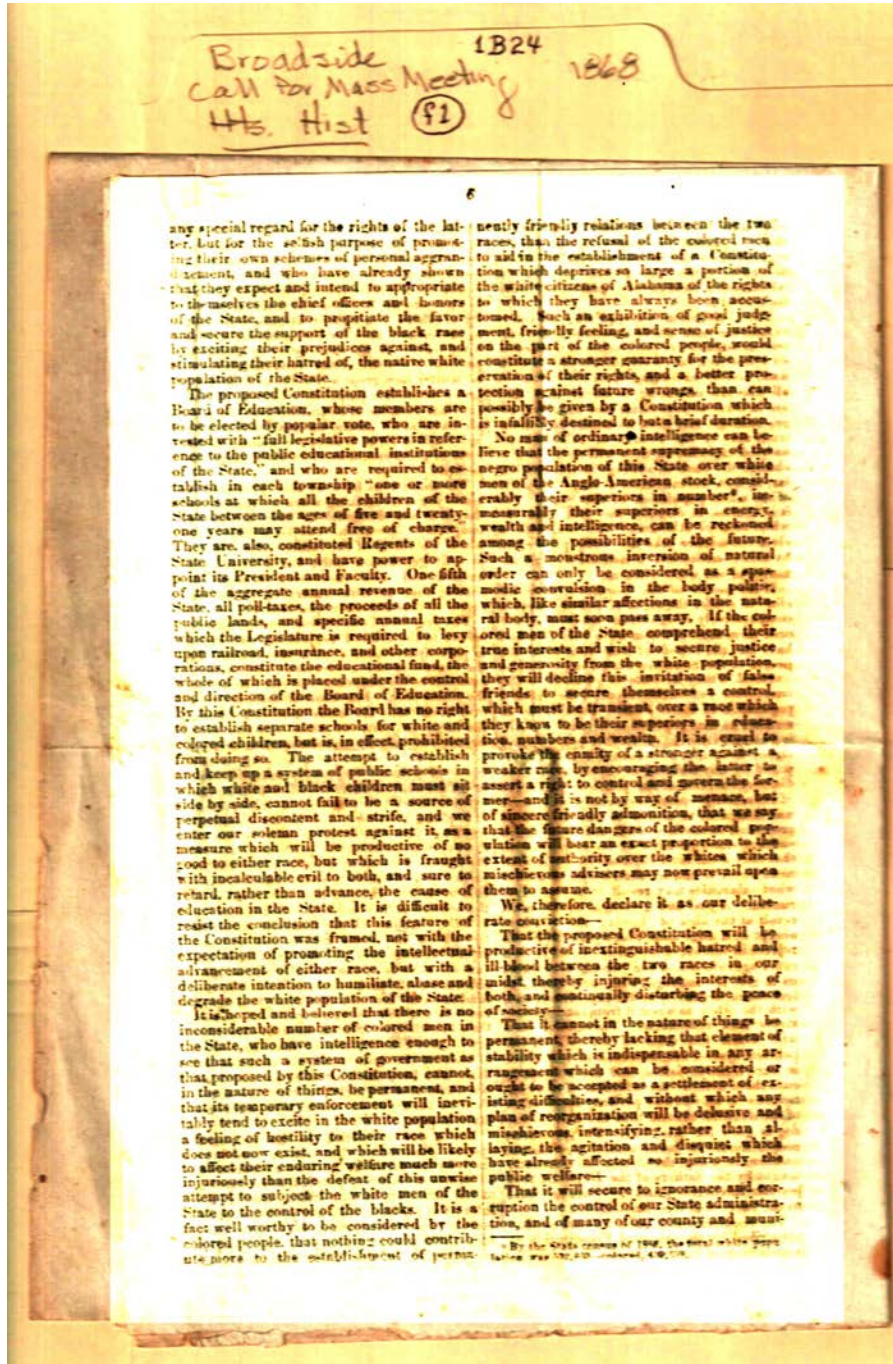 Broadside 1B24
Call For Mass Meeting 1868
Hist f1
6
any special regard for the rights of the lat-
ter, but for the selfish purpose of promot-
ing their own schemes of personal aggran-
dizement, and who have already shown
that they expect and intend to appropriate
to themselves the chief offices and honors
of the State, and to propitiate the favor
and secure the support of the black race
by exciting their prejudices against, and
stimulating their hatred of, the native white
population of the State.
The proposed Constitution establishes a
Board of Education, whose members are
to be elected by popular vote, who are in-
vested with "full legislative powers in refer-
ence to the public educational institutions
of the State," and who are required to es-
tablish in each township "one or more
schools at which all the children of the
State between the ages of five and twenty-
one years may attend free of charge."
They are, also, constituted Regents of the
State University, and have power to ap-
point its President and Faculty. One fifth
of the aggregate annual revenue of the
State, all poll-taxes, the proceeds of all the
public lands, and specific annual taxes
which the Legislature is required to levy
upon railroad, insurance, and other corpo-
rations, constitute the educational fund, the
whole of which is placed under the control
and direction of the Board of Education.
By this Constitution the Board has no right
to establish separate schools for white and
colored children, but is, in effect, prohibited
from doing so. The attempt to establish
and keep up a system of public schools in
which white and black children must sit
side by side, cannot fail to be a source of
perpetual discontent and strife, and we
enter our solemn protest against it, as a
measure which will be productive of no
good to either race, but which is fraught
with incalculable evil to both, and sure to
retard, rather than advance, the cause of
education in the State. It is difficult to
resist the conclusion that this feature of
the Constitution was framed, not with the
expectation of promoting the intellectual
advancement of either race, but with a
deliberate intention to humiliate, abase and
degrade the white population of the State.
It is hoped and believed that there is no
inconsiderable number of colored men in
the State, who have intelligence enough to
see that such a system of government as
that proposed by this Constitution, cannot,
in the nature of things, be permanent, and
that its temporary enforcement will inevi-
tably tend to excite in the white population
a feeling of hostility to their race which
does not now exist, and which will be likely
to affect their enduring welfare much more
injuriously than the defeat of this unwise
attempt to subject the white men of the
State to the control of the blacks. It is a
fact well worthy to be considered by the
colored people, that nothing could contrib-
ute more to the establishment of perma-
nently friendly relations between the two
races, than the refusal of the colored men
to aid in the establishment of a Constitu-
tion which deprives so large a portion of
the white citizens of Alabama of the rights
to which they have always been accus-
tomed. Such an exhibition of good judg-
ment, friendly feeling, and sense of justice
on the part of the colored people, would
constitute a stronger guaranty for the pres-
ervation of their rights, and a better pro-
tection against future wrongs, than can
possibly be given by a Constitution which
is infallibly destined to but a brief duration.
No man of ordinary intelligence can be-
lieve that the permanent supremacy of the
negro population of this State over white
men of the Anglo-American stock, consid-
erably their superiors in number*, im-
measurably their superiors in energy,
wealth and intelligence, can be reckoned
among the possibilities of the future.
Such a monstrous inversion of natural
order can only be considered as a spas-
modic convulsion in the body politic,
which, like similar affections in the natu-
ral body, must soon pass away. If the col-
ored men of the State comprehend their
true interests and wish to secure justice
and generosity from the white population,
they will decline this invitation of false
friends to secure themselves a control,
which must be transient, over a race which
they know to be their superiors in educa-
tion, numbers and wealth. It is cruel to
provoke the enmity of a stronger against a
weaker race, by encouraging the latter to
assert a right to control and govern the for-
mer—and it is not by way of menace, but
of sincere friendly admonition, that we say
that the future dangers of the colored pop-
ulation will bear an exact proportion to the
extent of authority over the whites which
mischievous advisers may now prevail upon
them to assume.
We, therefore, declare it as our delibe-
rate conviction—
That the proposed Constitution will be
productive of inextinguishable hatred and
ill-blood between the two races in our
midst, thereby injuring the interests of
both, and continually disturbing the peace
of society—
That it cannot in the nature of things be
permanent, thereby lacking that element of
stability which is indispensable in any ar-
rangement which can be considered or
ought to be accepted as a settlement of ex-
isting difficulties, and without which any
plan of reorganization will be delusive and
mischievous, intensifying, rather than al-
laying, the agitation and disquiet which
have already affected so injuriously the
public welfare—
That it will secure to ignorance and cor-
ruption the control of our State administra-
tion, and of many of our county and muni-
* By the State census of 1866, the total white popu-
lation was colored,